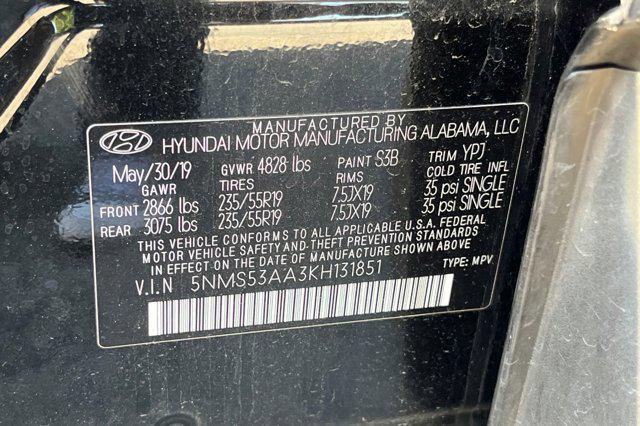 MANUFACTURED BY
HYUNDAI MOTOR MANUFACTURING ALABAMA, LLC
May/30/19 GVWR 4828 lbs PAINT S3B TRIM YPJ
GAWR TIRES RIMS COLD TIRE INFL
FRONT 2866 lbs 235/55R19 7.5JX19 35 psi SINGLE
REAR 3075 lbs 235/55R19 7.5JX19 35 psi SINGLE
THIS VEHICLE CONFORMS TO ALL APPLICABLE U.S.A. FEDERAL
MOTOR VEHICLE SAFETY AND THEFT PREVENTION STANDARDS
IN EFFECT ON THE DATE OF MANUFACTURE SHOWN ABOVE
V.I.N 5NMS53AA3KH131851 TYPE: MPV